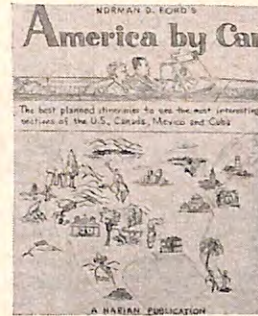 NORMAN D. FORD'S
America by Car
The best planned itineraries to see the most interesting
sections of the U.S., Canada, Mexico and Cuba
A HARIAN PUBLICATION